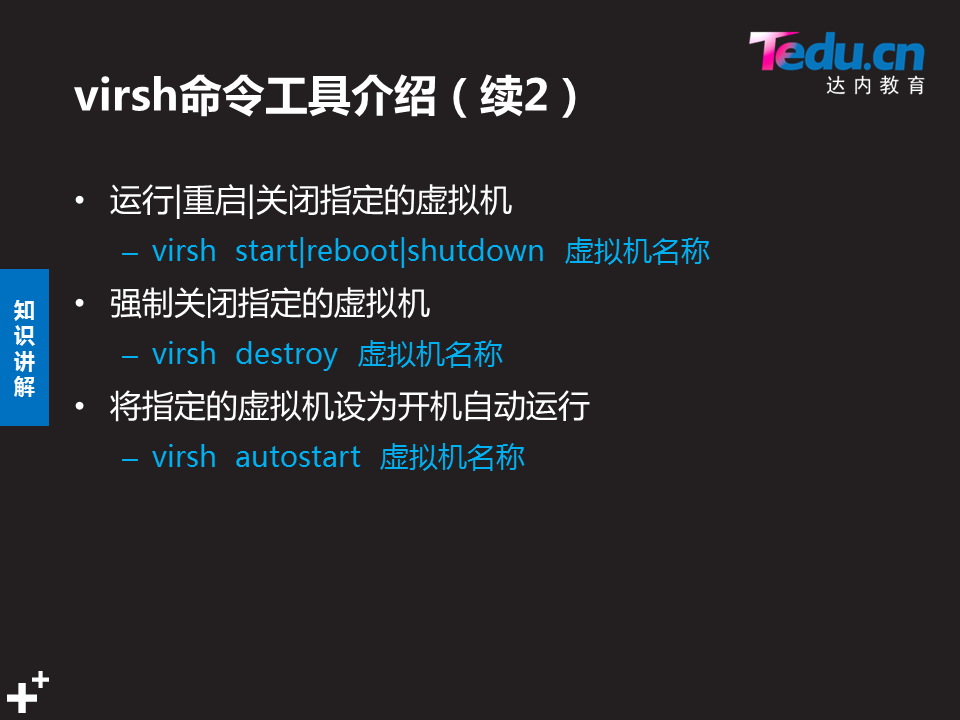 Tedu.cn
达内教育
virsh命令工具介绍（续2）
• 运行|重启|关闭指定的虚拟机
– virsh start|reboot|shutdown 虚拟机名称
• 强制关闭指定的虚拟机
– virsh destroy 虚拟机名称
• 将指定的虚拟机设为开机自动运行
– virsh autostart 虚拟机名称
知识讲解